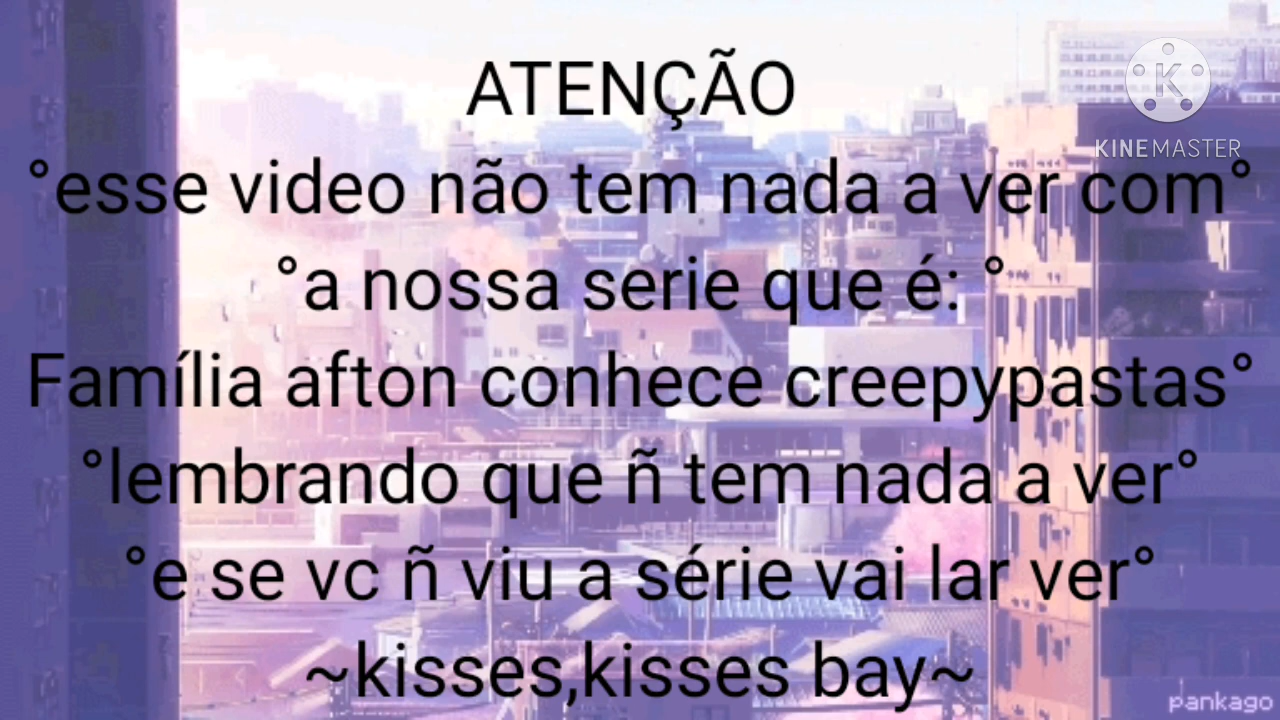 ATENÇÃO
°esse video não tem nada a ver com°
°a nossa serie que é: °
Família afton conhece creepypastas°
°lembrando que ñ tem nada a ver°
°e se vc ñ viu a série vai lar ver°
~kisses,kisses bay~
K
KINEMASTER
pankago